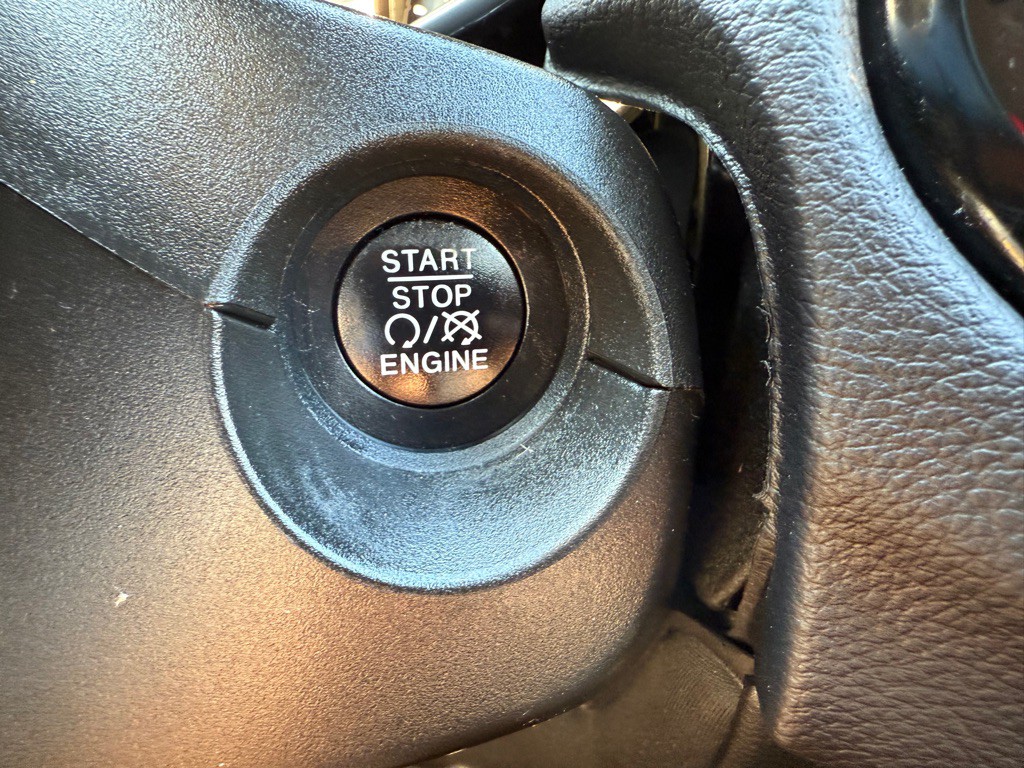 START
STOP
/
ENGINE